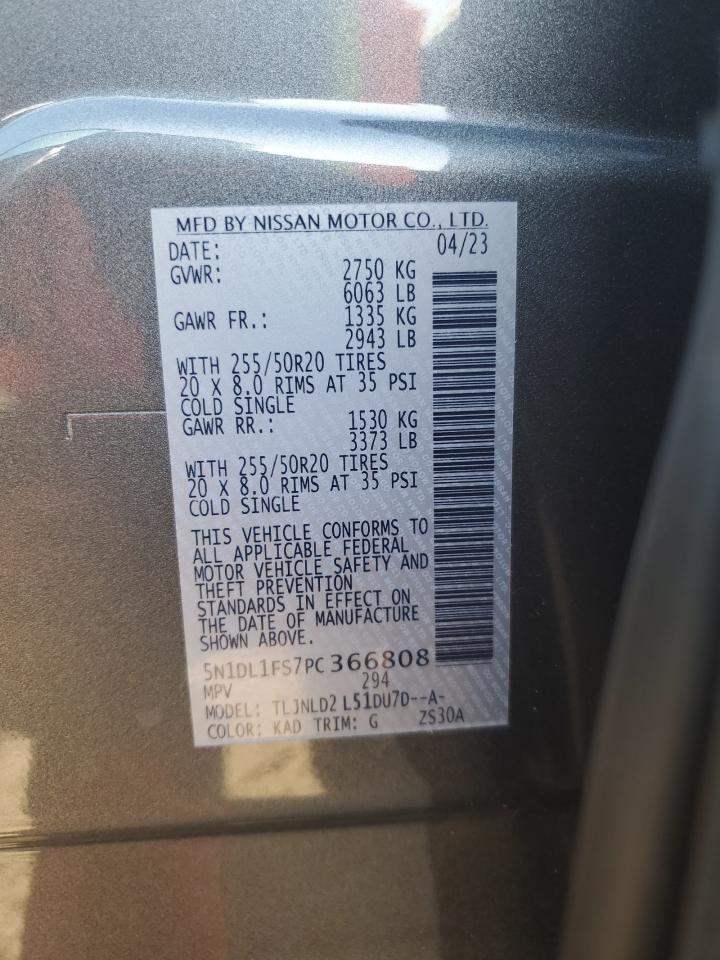 MFD BY NISSAN MOTOR CO., LTD.
DATE: 04/23
GVWR: 2750 KG
6063 LB
GAWR FR.: 1335 KG
2943 LB
WITH 255/50R20 TIRES
20 X 8.0 RIMS AT 35 PSI
COLD SINGLE
GAWR RR.: 1530 KG
3373 LB
WITH 255/50R20 TIRES
20 X 8.0 RIMS AT 35 PSI
COLD SINGLE
THIS VEHICLE CONFORMS TO
ALL APPLICABLE FEDERAL
MOTOR VEHICLE SAFETY AND
THEFT PREVENTION
STANDARDS IN EFFECT ON
THE DATE OF MANUFACTURE
SHOWN ABOVE.
5N1DL1FS7PC366808
MPV 294
MODEL: TLJNLD2 L51DU7D--A-
COLOR: KAD TRIM: G ZS30A